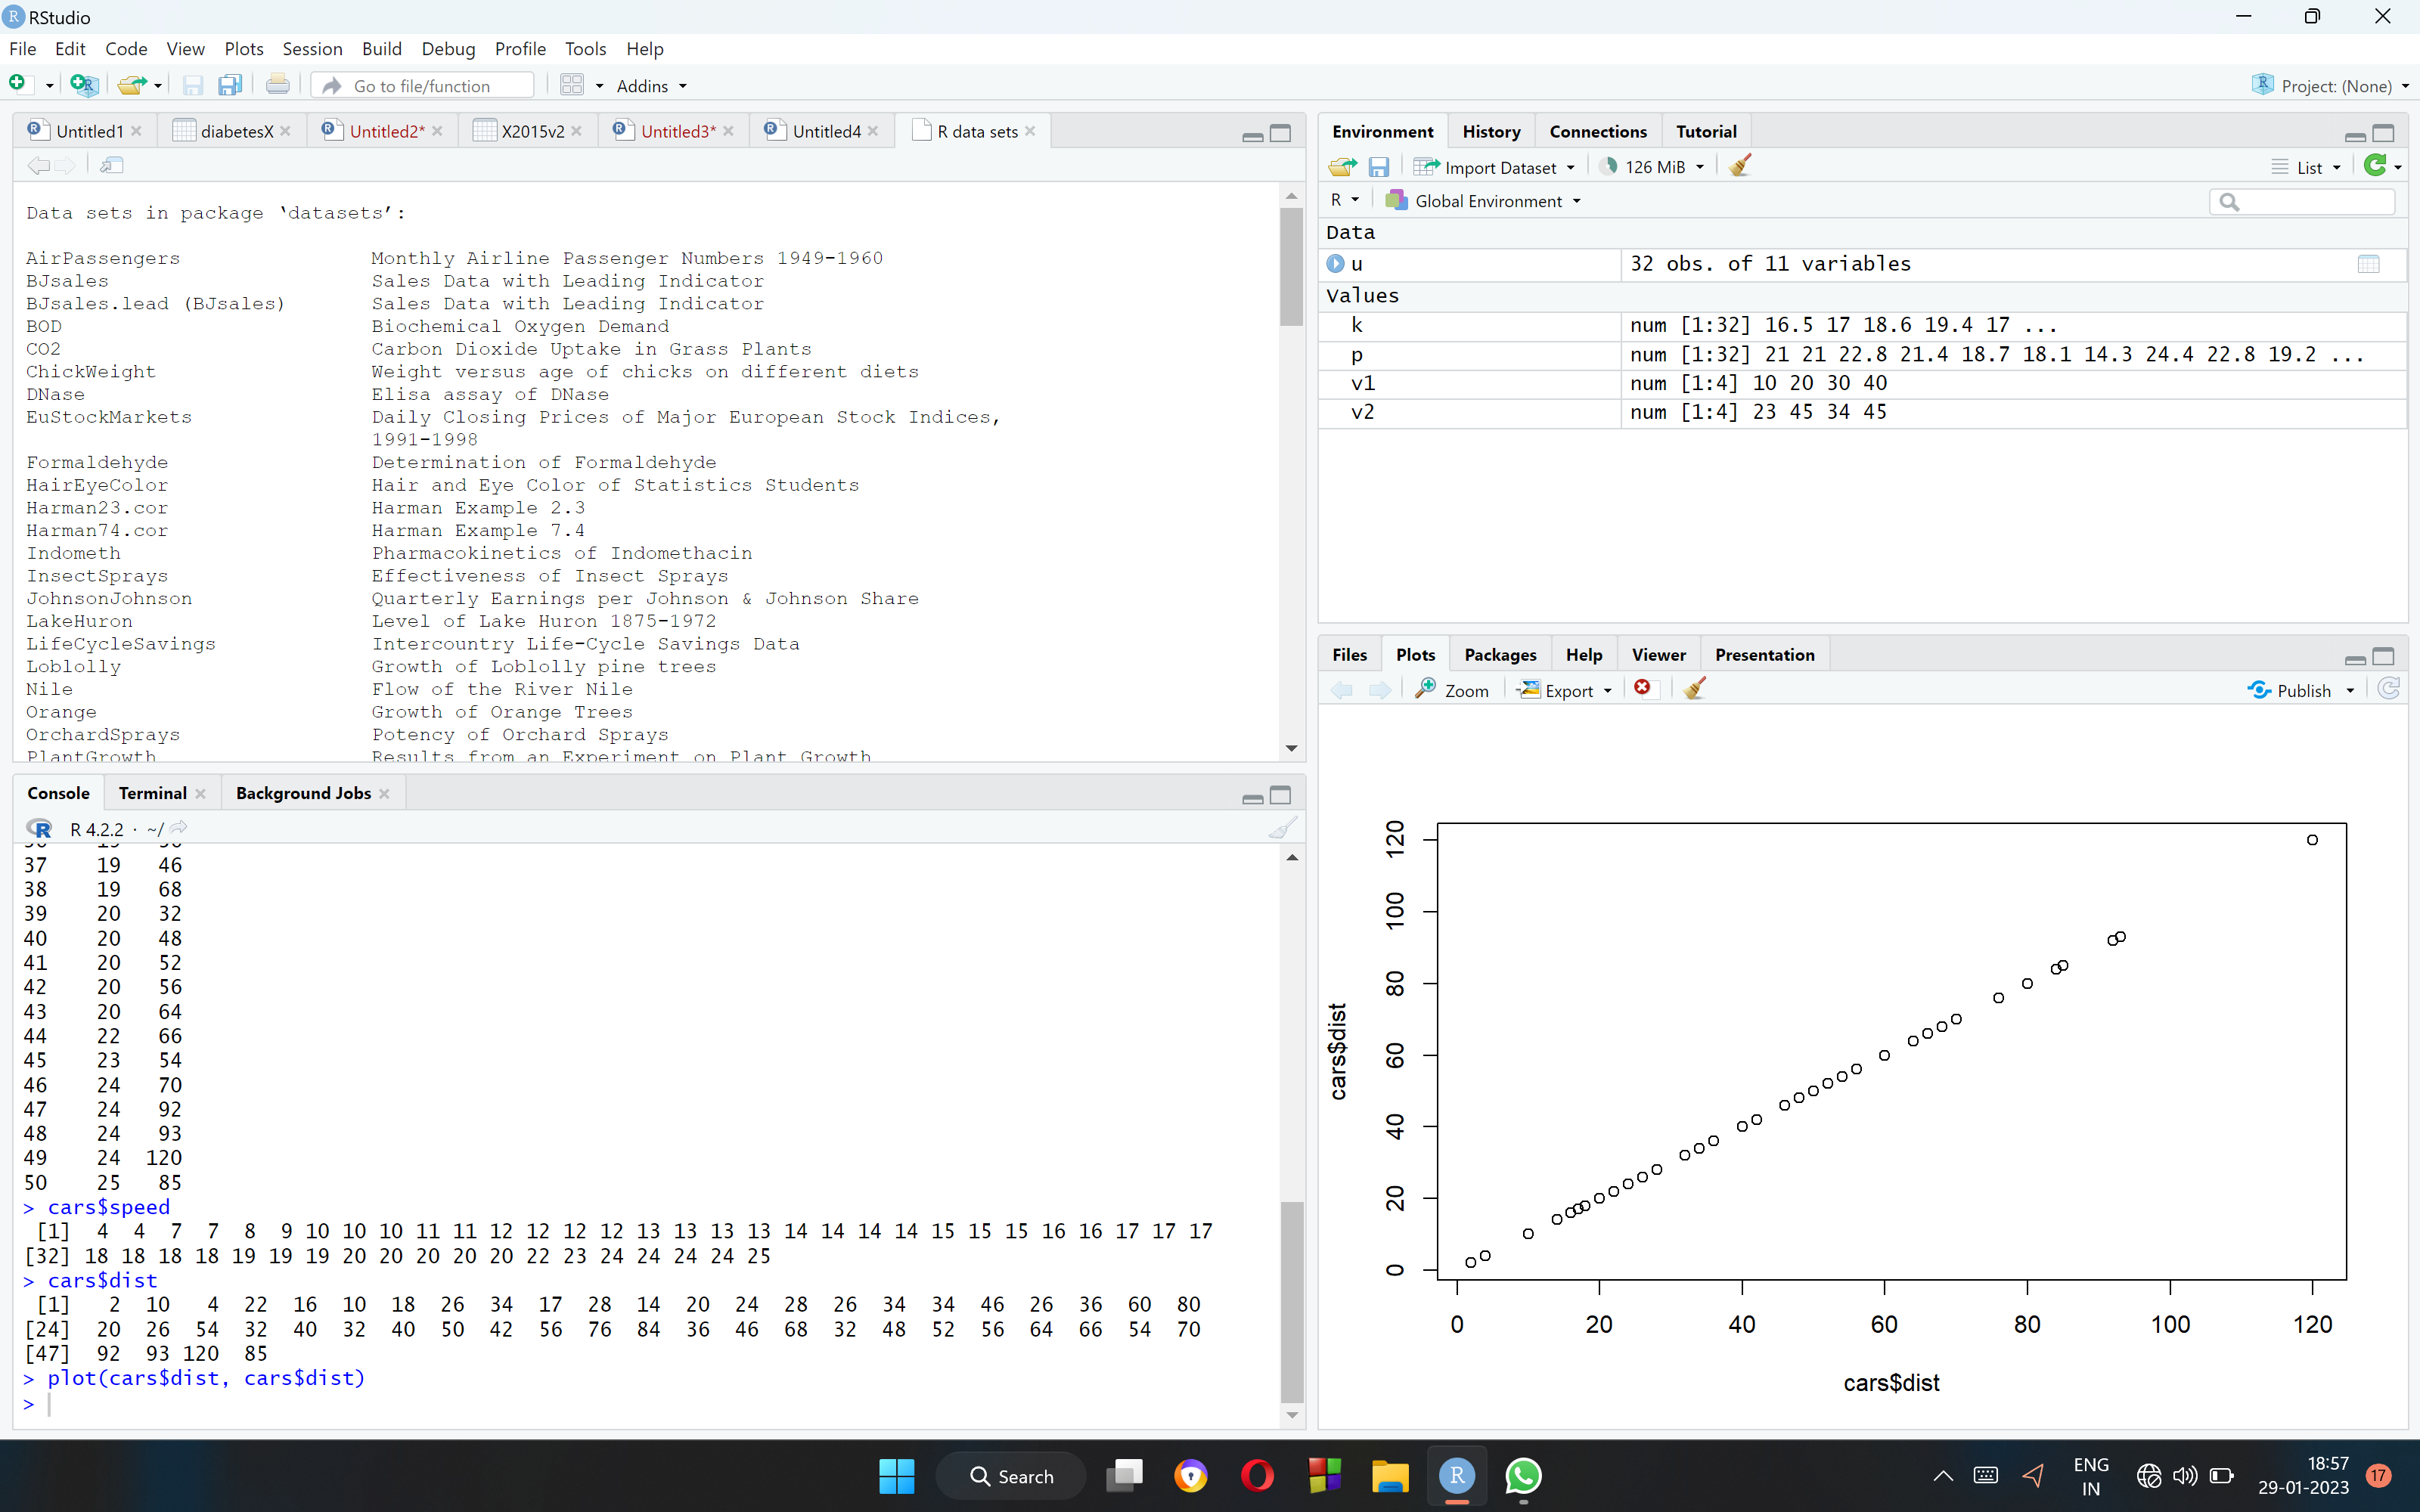 RStudio
File Edit Code View Plots Session Build Debug Profile Tools Help
Go to file/function Addins Project: (None)
Untitled1 diabetesX Untitled2* X2015v2 Untitled3* Untitled4 R data sets
Data sets in package ‘datasets’:
AirPassengers Monthly Airline Passenger Numbers 1949-1960
BJsales Sales Data with Leading Indicator
BJsales.lead (BJsales) Sales Data with Leading Indicator
BOD Biochemical Oxygen Demand
CO2 Carbon Dioxide Uptake in Grass Plants
ChickWeight Weight versus age of chicks on different diets
DNase Elisa assay of DNase
EuStockMarkets Daily Closing Prices of Major European Stock Indices,
1991-1998
Formaldehyde Determination of Formaldehyde
HairEyeColor Hair and Eye Color of Statistics Students
Harman23.cor Harman Example 2.3
Harman74.cor Harman Example 7.4
Indometh Pharmacokinetics of Indomethacin
InsectSprays Effectiveness of Insect Sprays
JohnsonJohnson Quarterly Earnings per Johnson & Johnson Share
LakeHuron Level of Lake Huron 1875-1972
LifeCycleSavings Intercountry Life-Cycle Savings Data
Loblolly Growth of Loblolly pine trees
Nile Flow of the River Nile
Orange Growth of Orange Trees
OrchardSprays Potency of Orchard Sprays
PlantGrowth Results from an Experiment on Plant Growth
Console Terminal Background Jobs
R 4.2.2 · ~/
37 19 46
38 19 68
39 20 32
40 20 48
41 20 52
42 20 56
43 20 64
44 22 66
45 23 54
46 24 70
47 24 92
48 24 93
49 24 120
50 25 85
> cars$speed
[1] 4 4 7 7 8 9 10 10 10 11 11 12 12 12 12 13 13 13 13 14 14 14 14 15 15 15 16 16 17 17 17
[32] 18 18 18 18 19 19 19 20 20 20 20 20 22 23 24 24 24 24 25
> cars$dist
[1] 2 10 4 22 16 10 18 26 34 17 28 14 20 24 28 26 34 34 46 26 36 60 80
[24] 20 26 54 32 40 32 40 50 42 56 76 84 36 46 68 32 48 52 56 64 66 54 70
[47] 92 93 120 85
> plot(cars$dist, cars$dist)
>
Environment History Connections Tutorial
Import Dataset 126 MiB List
R Global Environment
Data
u 32 obs. of 11 variables
Values
k num [1:32] 16.5 17 18.6 19.4 17 ...
p num [1:32] 21 21 22.8 21.4 18.7 18.1 14.3 24.4 22.8 19.2 ...
v1 num [1:4] 10 20 30 40
v2 num [1:4] 23 45 34 45
Files Plots Packages Help Viewer Presentation
Zoom Export Publish
cars$dist
120
100
80
60
40
20
0
0 20 40 60 80 100 120
cars$dist
Search
ENG
IN
18:57
29-01-2023
17